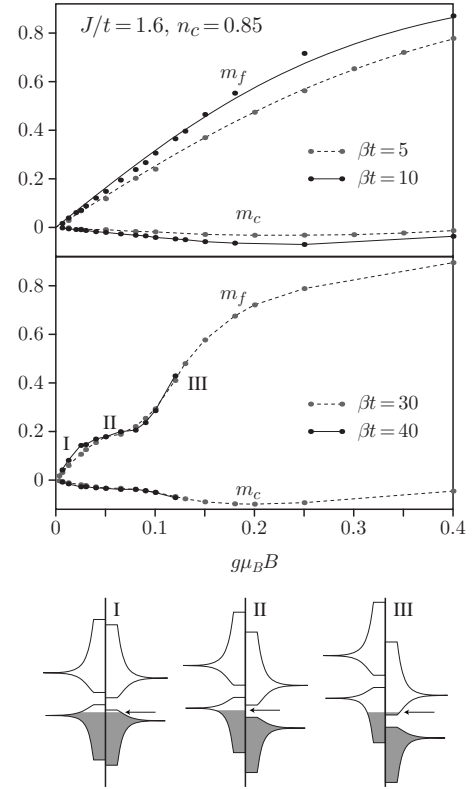 J/t = 1.6, n_c = 0.85
0.8
0.6
0.4
0.2
0
m_f
m_c
βt = 5
βt = 10
0.8
0.6
0.4
0.2
0
m_f
I
II
III
m_c
βt = 30
βt = 40
0 0.1 0.2 0.3 0.4
gμ_B B
I II III